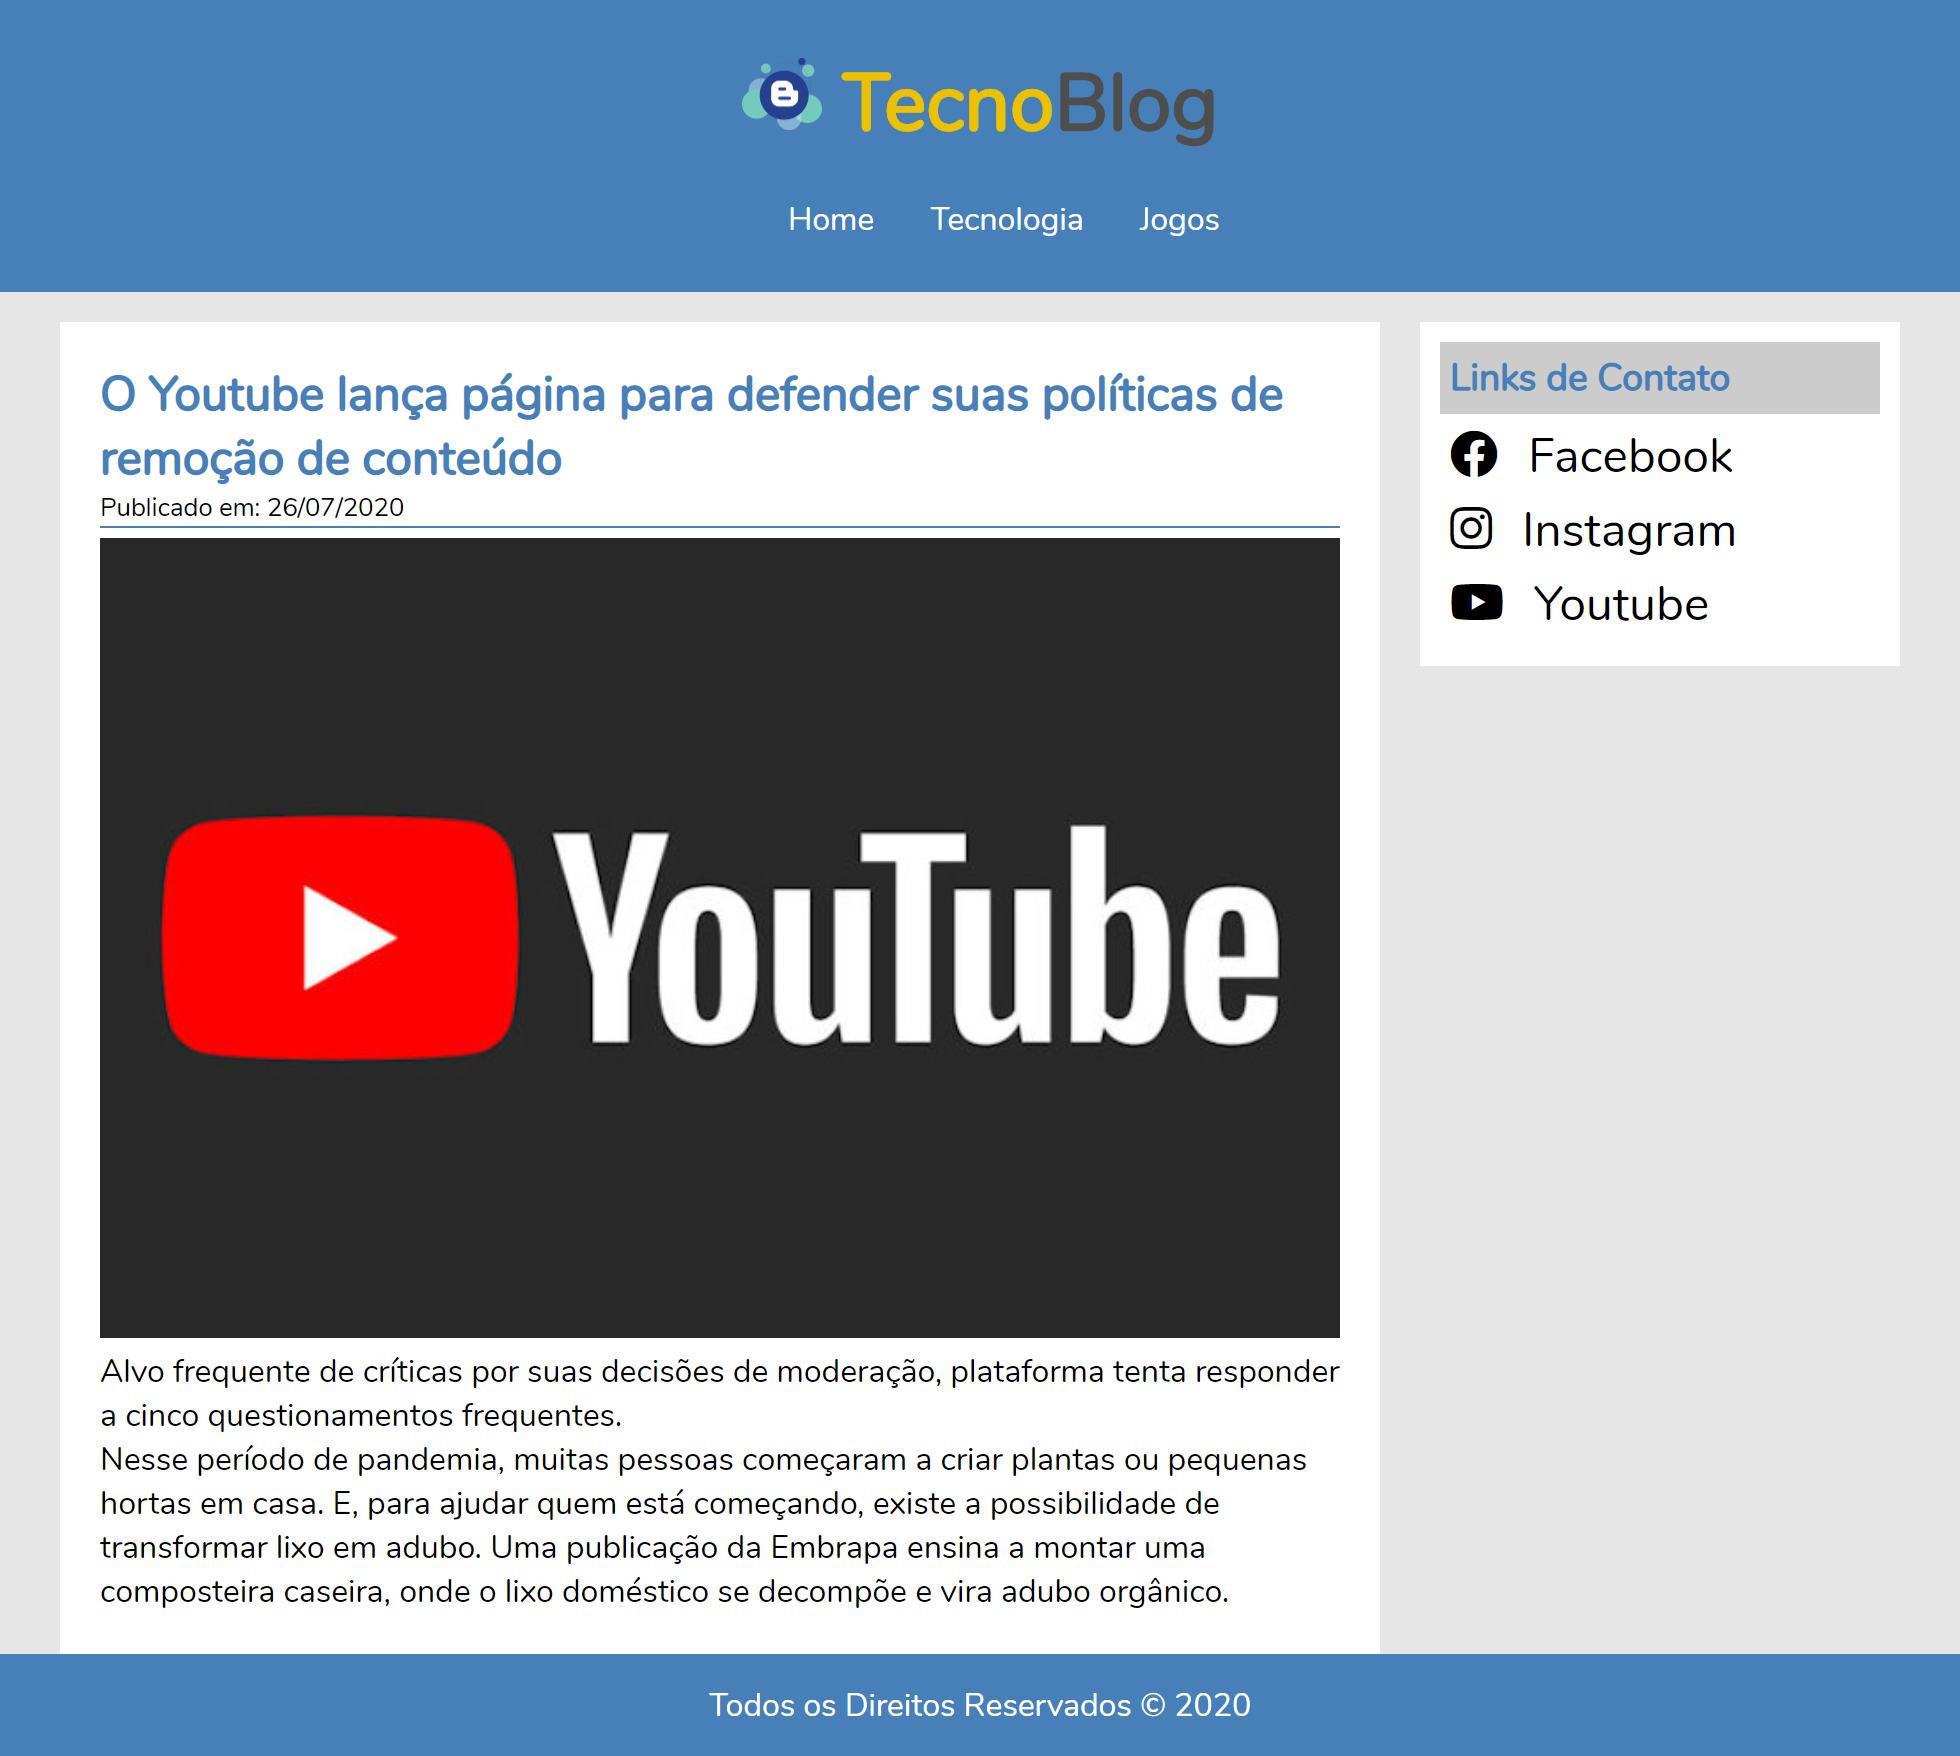 TecnoBlog
Home Tecnologia Jogos
O Youtube lança página para defender suas políticas de
remoção de conteúdo
Publicado em: 26/07/2020
YouTube
Alvo frequente de críticas por suas decisões de moderação, plataforma tenta responder
a cinco questionamentos frequentes.
Nesse período de pandemia, muitas pessoas começaram a criar plantas ou pequenas
hortas em casa. E, para ajudar quem está começando, existe a possibilidade de
transformar lixo em adubo. Uma publicação da Embrapa ensina a montar uma
composteira caseira, onde o lixo doméstico se decompõe e vira adubo orgânico.
Links de Contato
Facebook
Instagram
Youtube
Todos os Direitos Reservados © 2020